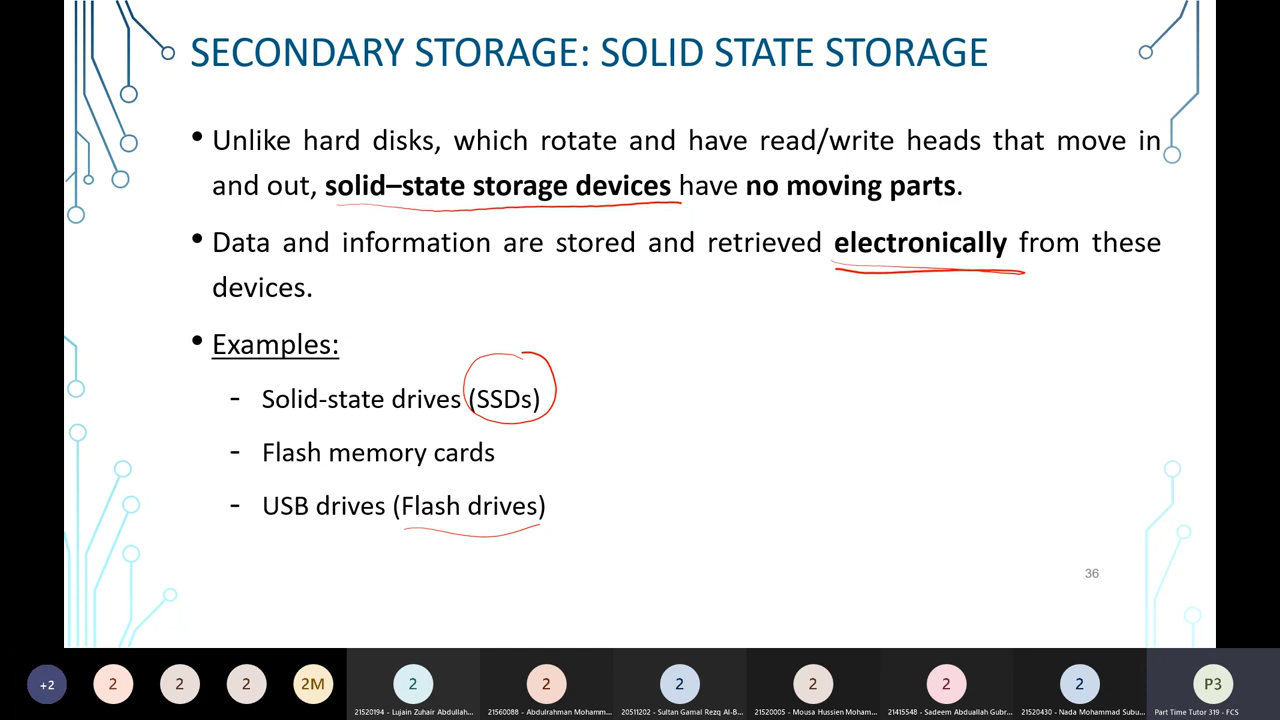 SECONDARY STORAGE: SOLID STATE STORAGE
• Unlike hard disks, which rotate and have read/write heads that move in
and out, solid–state storage devices have no moving parts.
• Data and information are stored and retrieved electronically from these
devices.
• Examples:
- Solid-state drives (SSDs)
- Flash memory cards
- USB drives (Flash drives)
36
+2 2 2 2 2M 2 2 2 2 2 2 P3
21520194 - Lujain Zuhair Abdullah... 21560088 - Abdulrahman Mohamm... 20511202 - Sultan Gamal Rezq Al-B... 21520005 - Mousa Hussien Moham... 21415548 - Sadeem Abduallah Gubr... 21520430 - Nada Mohammad Subu... Part Time Tutor 319 - FCS